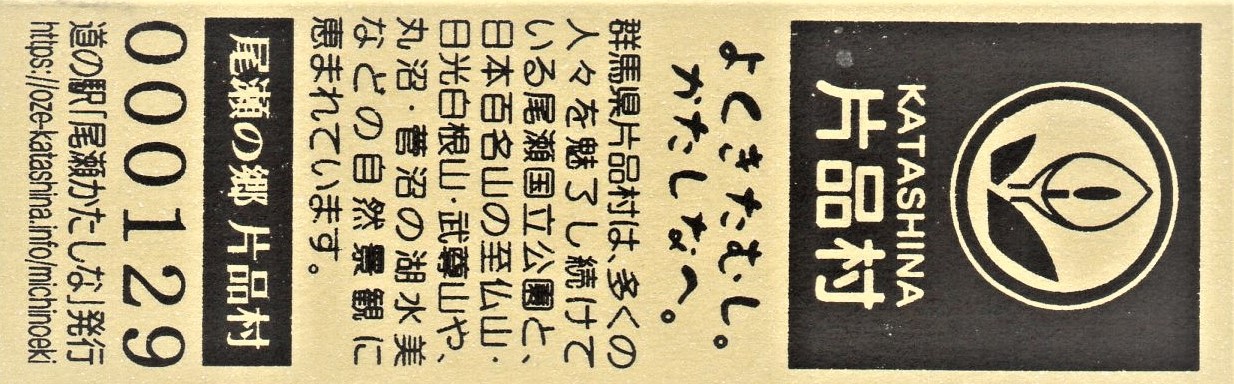 KATASHINA
片品村
よくきたむし。
かたしなへ。
群馬県片品村は、多くの
人々を魅了し続けて
いる尾瀬国立公園と、
日本百名山の至仏山・
日光白根山・武尊山や、
丸沼・菅沼の湖水美
などの自然景観に
恵まれています。
尾瀬の郷 片品村
000129
道の駅「尾瀬かたしな」発行
https://oze-katashina.info/michinoeki